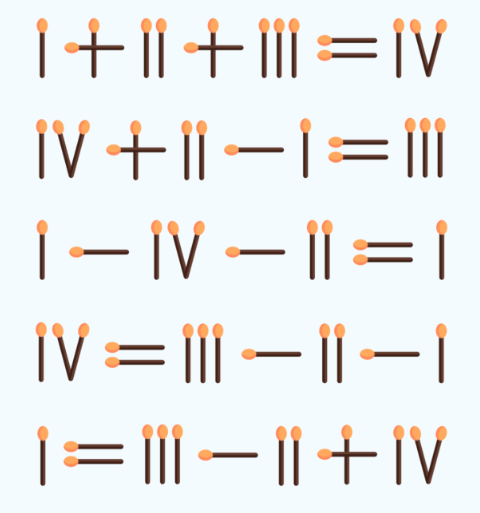 I + II + III = IV
IV + II - I = III
I - IV - II = I
IV = III - II - I
I = III - II + IV